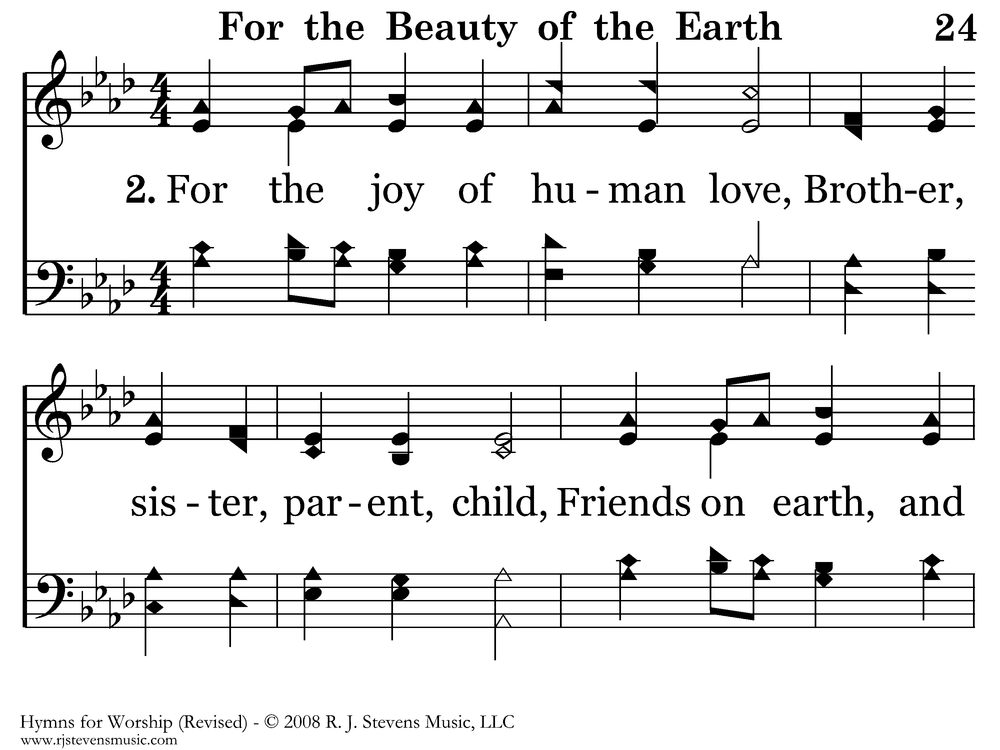 For the Beauty of the Earth 24
2. For the joy of hu - man love, Broth-er,
sis - ter, par - ent, child, Friends on earth, and
Hymns for Worship (Revised) - © 2008 R. J. Stevens Music, LLC
www.rjstevensmusic.com